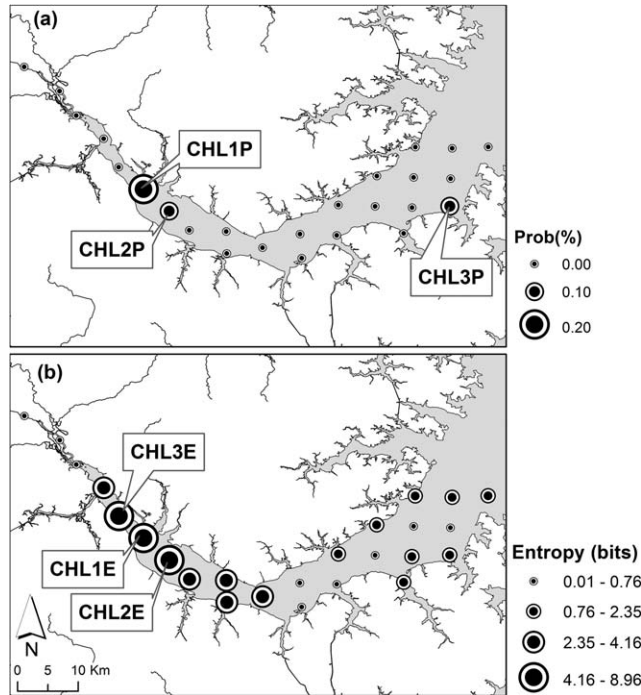 (a)
CHL1P
CHL2P
CHL3P
Prob(%)
0.00
0.10
0.20
(b)
CHL3E
CHL1E
CHL2E
N
0 5 10 Km
Entropy (bits)
0.01 - 0.76
0.76 - 2.35
2.35 - 4.16
4.16 - 8.96